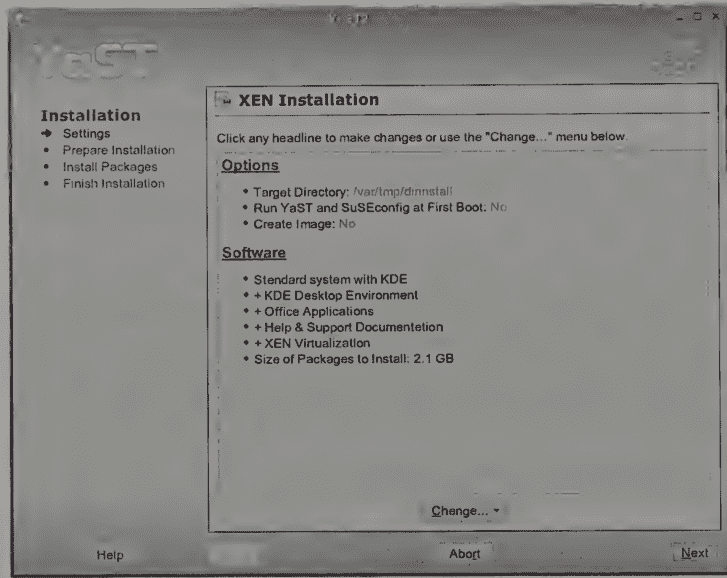 YaST
Installation
Settings
Prepare Installation
Install Packages
Finish Installation
XEN Installation
Click any headline to make changes or use the "Change..." menu below.
Options
Target Directory: /var/tmp/dirinstall
Run YaST and SuSEconfig at First Boot: No
Create Image: No
Software
Standard system with KDE
+ KDE Desktop Environment
+ Office Applications
+ Help & Support Documentetion
+ XEN Virtualization
Size of Packages to Install: 2.1 GB
Change...
Help
Abort
Next